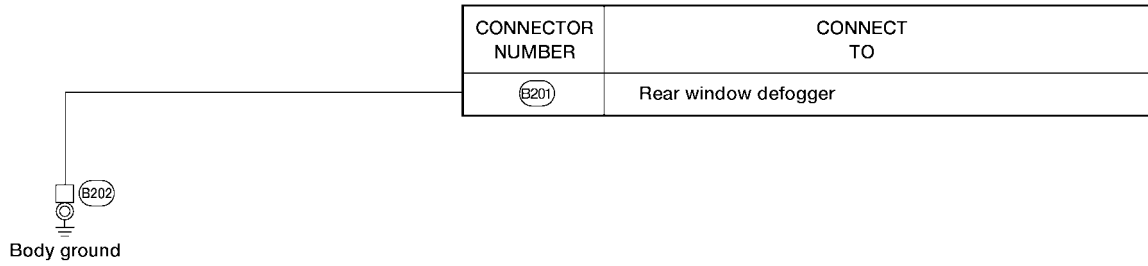 CONNECTOR NUMBER
CONNECT TO
B201
Rear window defogger
B202
Body ground